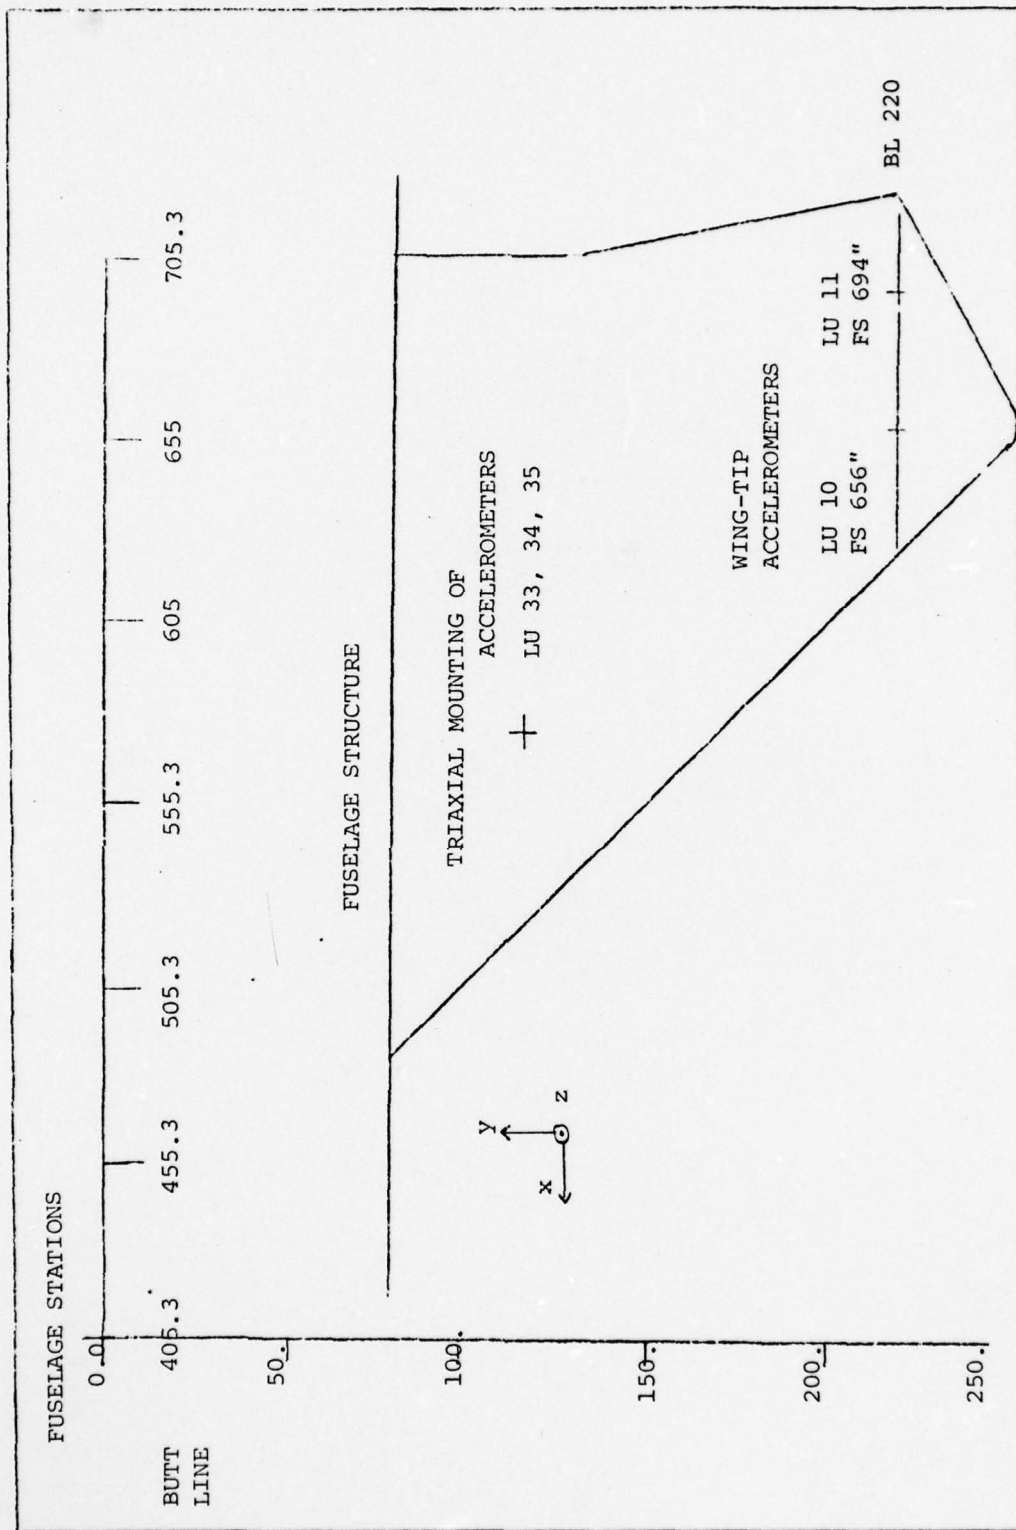 FUSELAGE STATIONS
405.3 455.3 505.3 555.3 605 655 705.3
BUTT
LINE
0.
50.
100.
150.
200.
250.
FUSELAGE STRUCTURE
TRIAXIAL MOUNTING OF
ACCELEROMETERS
LU 33, 34, 35
x
y
z
WING-TIP
ACCELEROMETERS
LU 10
FS 656"
LU 11
FS 694"
BL 220